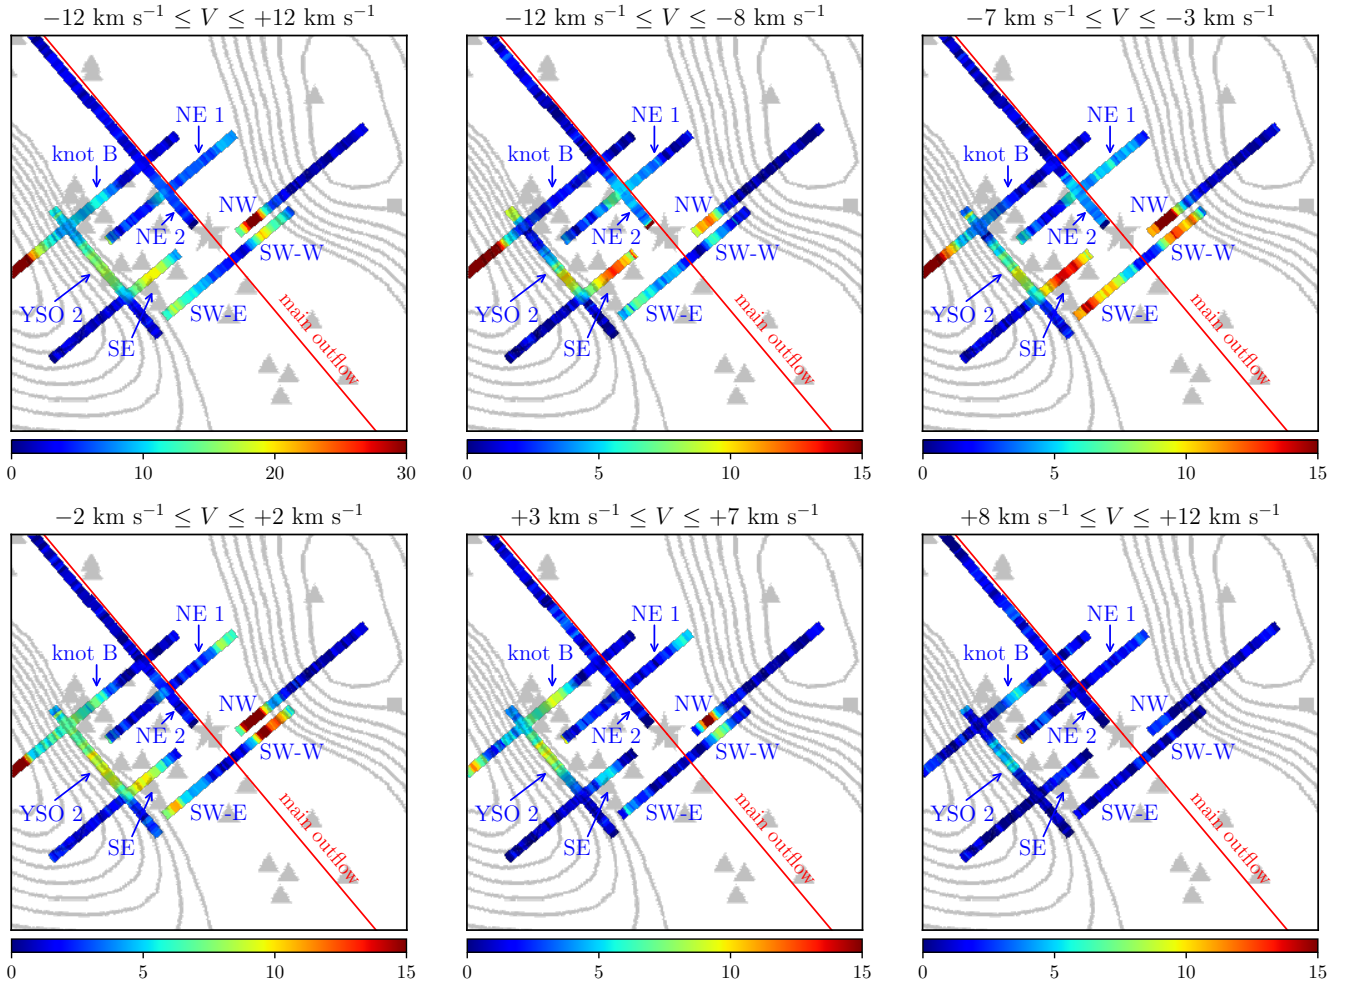 −12 km s⁻¹ ≤ V ≤ +12 km s⁻¹
NE 1
knot B
NW
NE 2
SW-W
YSO 2
SW-E
SE
main outflow
0 10 20 30
−12 km s⁻¹ ≤ V ≤ −8 km s⁻¹
NE 1
knot B
NW
NE 2
SW-W
YSO 2
SW-E
SE
main outflow
0 5 10 15
−7 km s⁻¹ ≤ V ≤ −3 km s⁻¹
NE 1
knot B
NW
NE 2
SW-W
YSO 2
SW-E
SE
main outflow
0 5 10 15
−2 km s⁻¹ ≤ V ≤ +2 km s⁻¹
NE 1
knot B
NW
NE 2
SW-W
YSO 2
SW-E
SE
main outflow
0 5 10 15
+3 km s⁻¹ ≤ V ≤ +7 km s⁻¹
NE 1
knot B
NW
NE 2
SW-W
YSO 2
SW-E
SE
main outflow
0 5 10 15
+8 km s⁻¹ ≤ V ≤ +12 km s⁻¹
NE 1
knot B
NW
NE 2
SW-W
YSO 2
SW-E
SE
main outflow
0 5 10 15